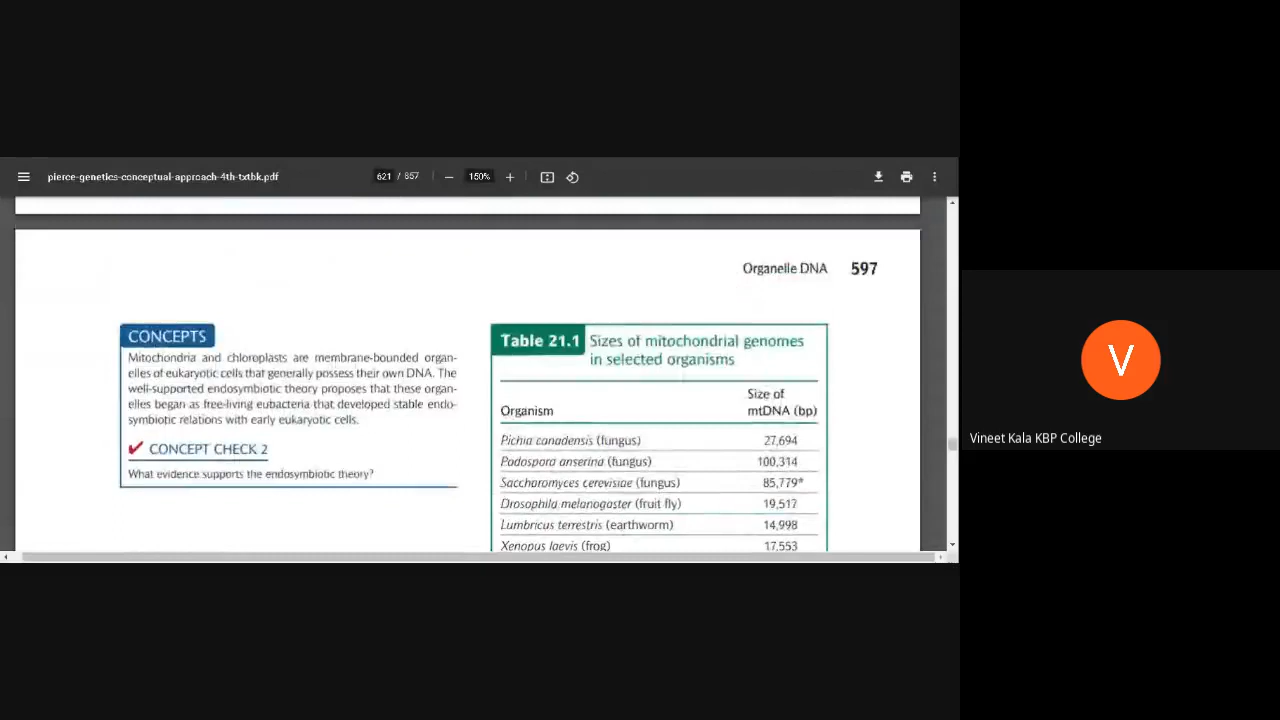 pierce-genetics-conceptual-approach-4th-txtbk.pdf
621 / 857
150%
Organelle DNA 597
CONCEPTS
Mitochondria and chloroplasts are membrane-bounded organ-
elles of eukaryotic cells that generally possess their own DNA. The
well-supported endosymbiotic theory proposes that these organ-
elles began as free-living eubacteria that developed stable endo-
symbiotic relations with early eukaryotic cells.
✔ CONCEPT CHECK 2
What evidence supports the endosymbiotic theory?
Table 21.1 Sizes of mitochondrial genomes
in selected organisms
Size of
Organism mtDNA (bp)
Pichia canadensis (fungus) 27,694
Podospora anserina (fungus) 100,314
Saccharomyces cerevisiae (fungus) 85,779*
Drosophila melanogaster (fruit fly) 19,517
Lumbricus terrestris (earthworm) 14,998
Xenopus laevis (frog) 17,553
V
Vineet Kala KBP College